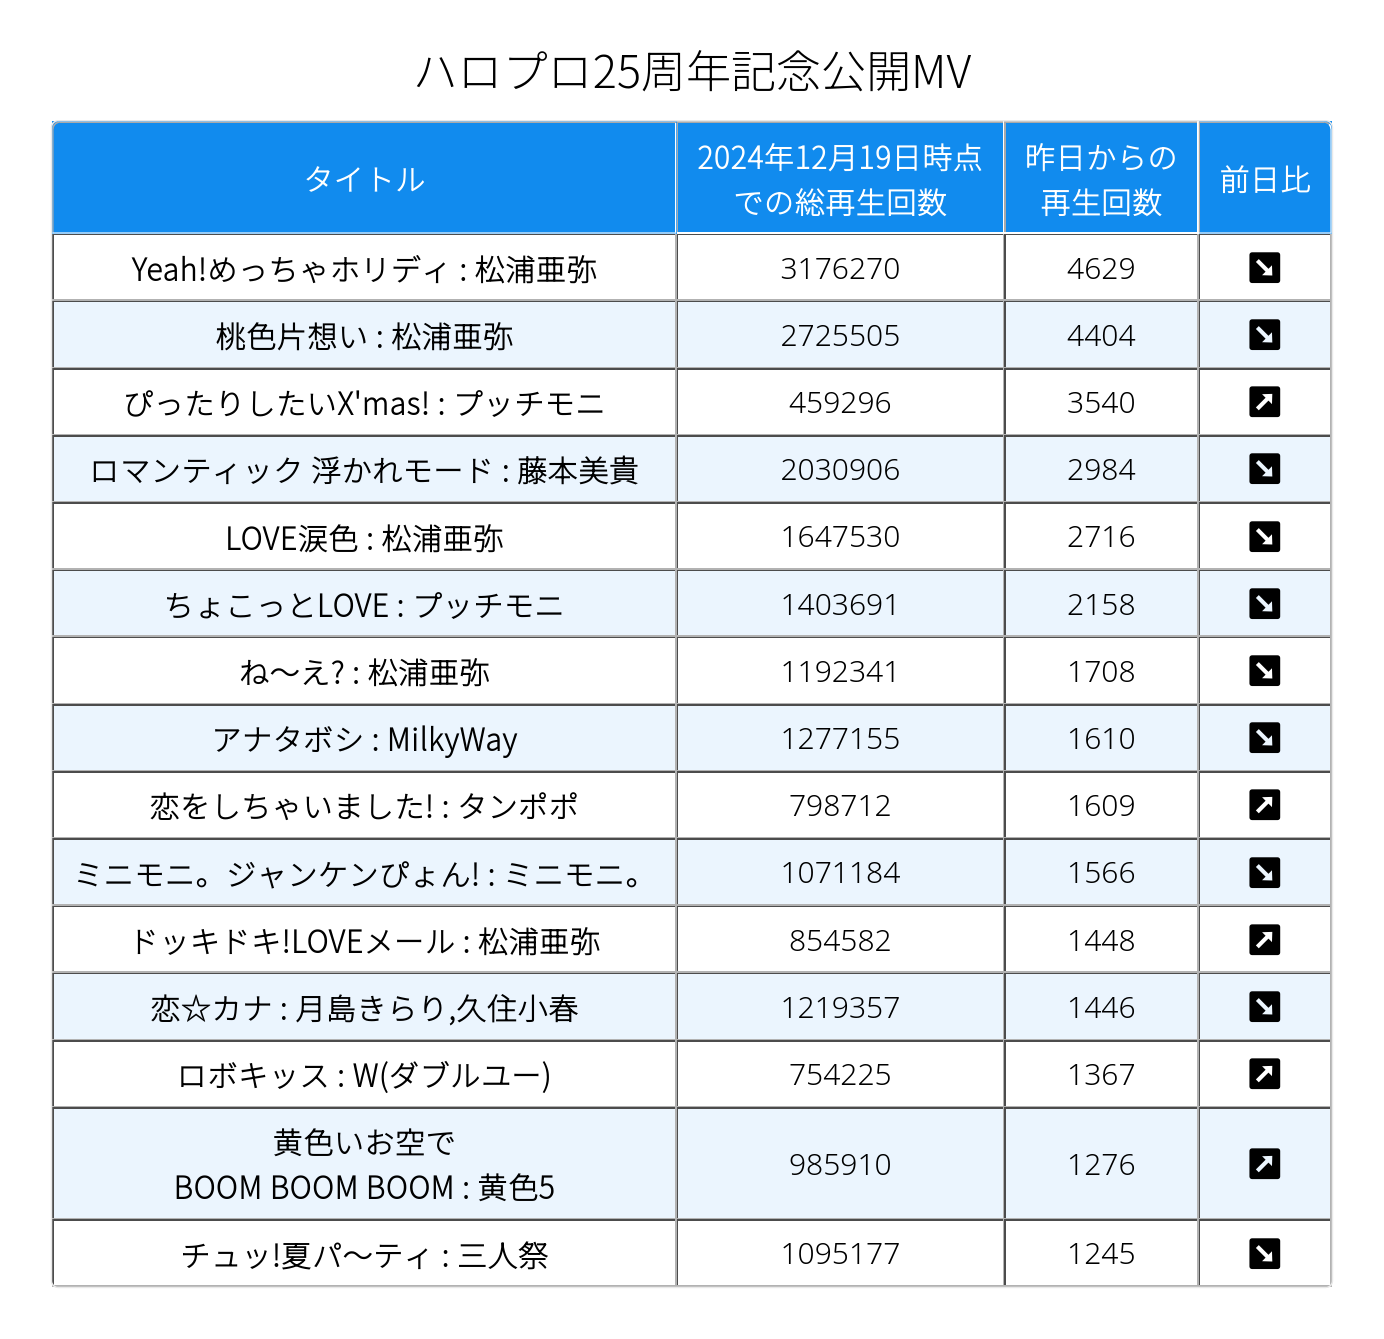 ハロプロ25周年記念公開MV
タイトル
2024年12月19日時点
での総再生回数
昨日からの
再生回数
前日比
Yeah!めっちゃホリディ : 松浦亜弥 3176270 4629 ↘
桃色片想い : 松浦亜弥 2725505 4404 ↘
ぴったりしたいX'mas! : プッチモニ 459296 3540 ↗
ロマンティック 浮かれモード : 藤本美貴 2030906 2984 ↘
LOVE涙色 : 松浦亜弥 1647530 2716 ↘
ちょこっとLOVE : プッチモニ 1403691 2158 ↘
ね〜え? : 松浦亜弥 1192341 1708 ↘
アナタボシ : MilkyWay 1277155 1610 ↘
恋をしちゃいました! : タンポポ 798712 1609 ↗
ミニモニ。ジャンケンぴょん! : ミニモニ。 1071184 1566 ↘
ドッキドキ!LOVEメール : 松浦亜弥 854582 1448 ↗
恋☆カナ : 月島きらり,久住小春 1219357 1446 ↘
ロボキッス : W(ダブルユー) 754225 1367 ↗
黄色いお空で
BOOM BOOM BOOM : 黄色5 985910 1276 ↗
チュッ!夏パ〜ティ : 三人祭 1095177 1245 ↘